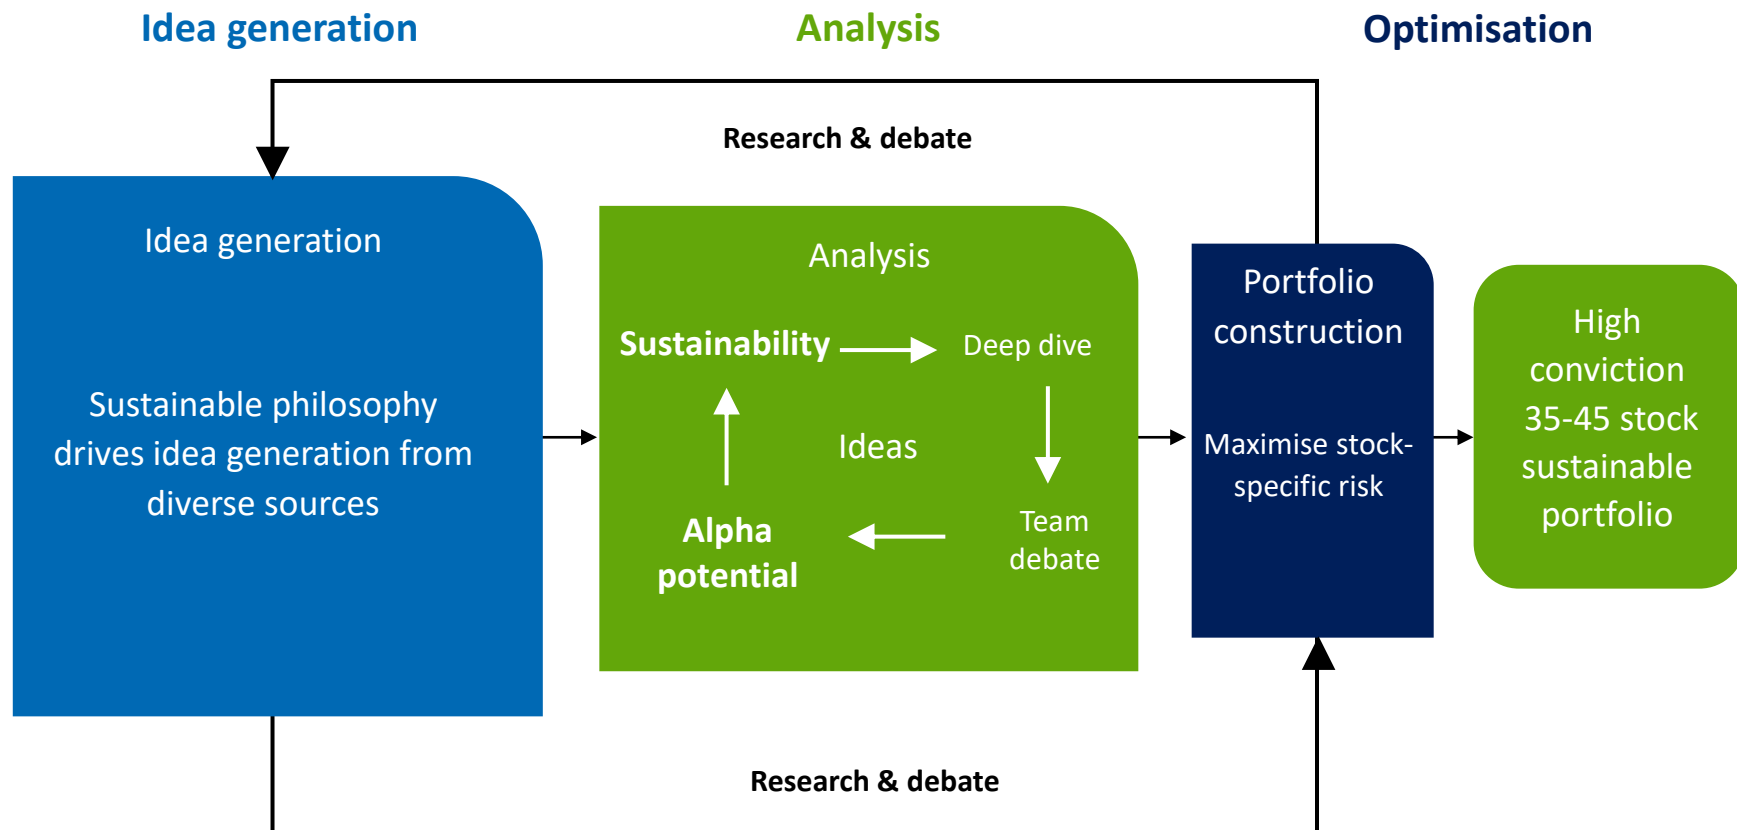 Idea generation
Analysis
Optimisation
Research & debate
Idea generation
Sustainable philosophy
drives idea generation from
diverse sources
Analysis
Sustainability
Deep dive
Ideas
Alpha
potential
Team
debate
Portfolio
construction
Maximise stock-
specific risk
High
conviction
35-45 stock
sustainable
portfolio
Research & debate